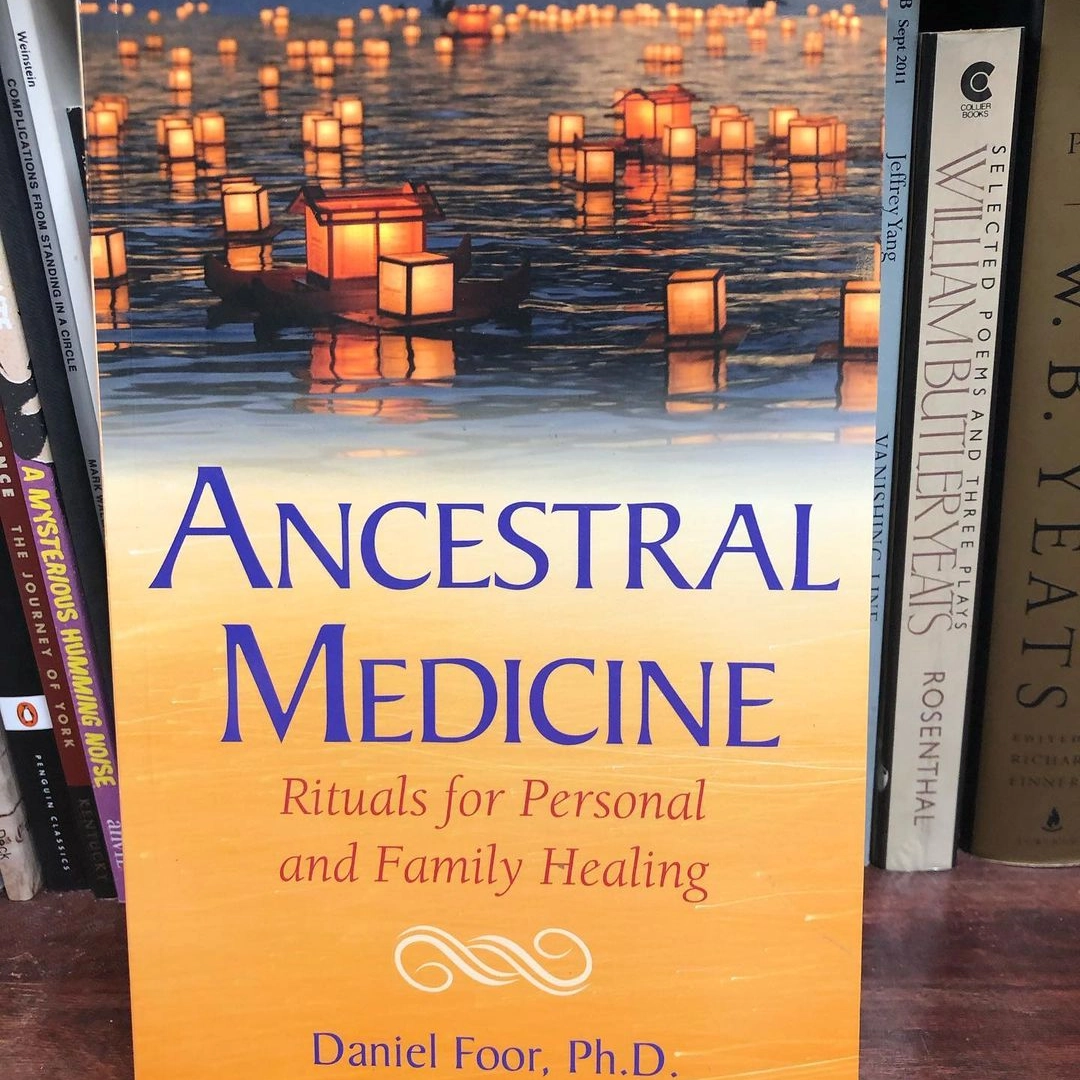 Weinstein
COMPLICATIONS FROM STANDING IN A CIRCLE
THE JOURNEY OF YORK
PENGUIN CLASSICS
A MYSTERIOUS HUMMING NOISE
MARK
ANCESTRAL
MEDICINE
Rituals for Personal
and Family Healing
Daniel Foor, Ph.D.
Sept 2011
Jeffrey Yang
VANISHING-LINE
COLLIER
BOOKS
SELECTED POEMS AND THREE PLAYS
WILLIAM BUTLER YEATS
ROSENTHAL
W. B. YEATS